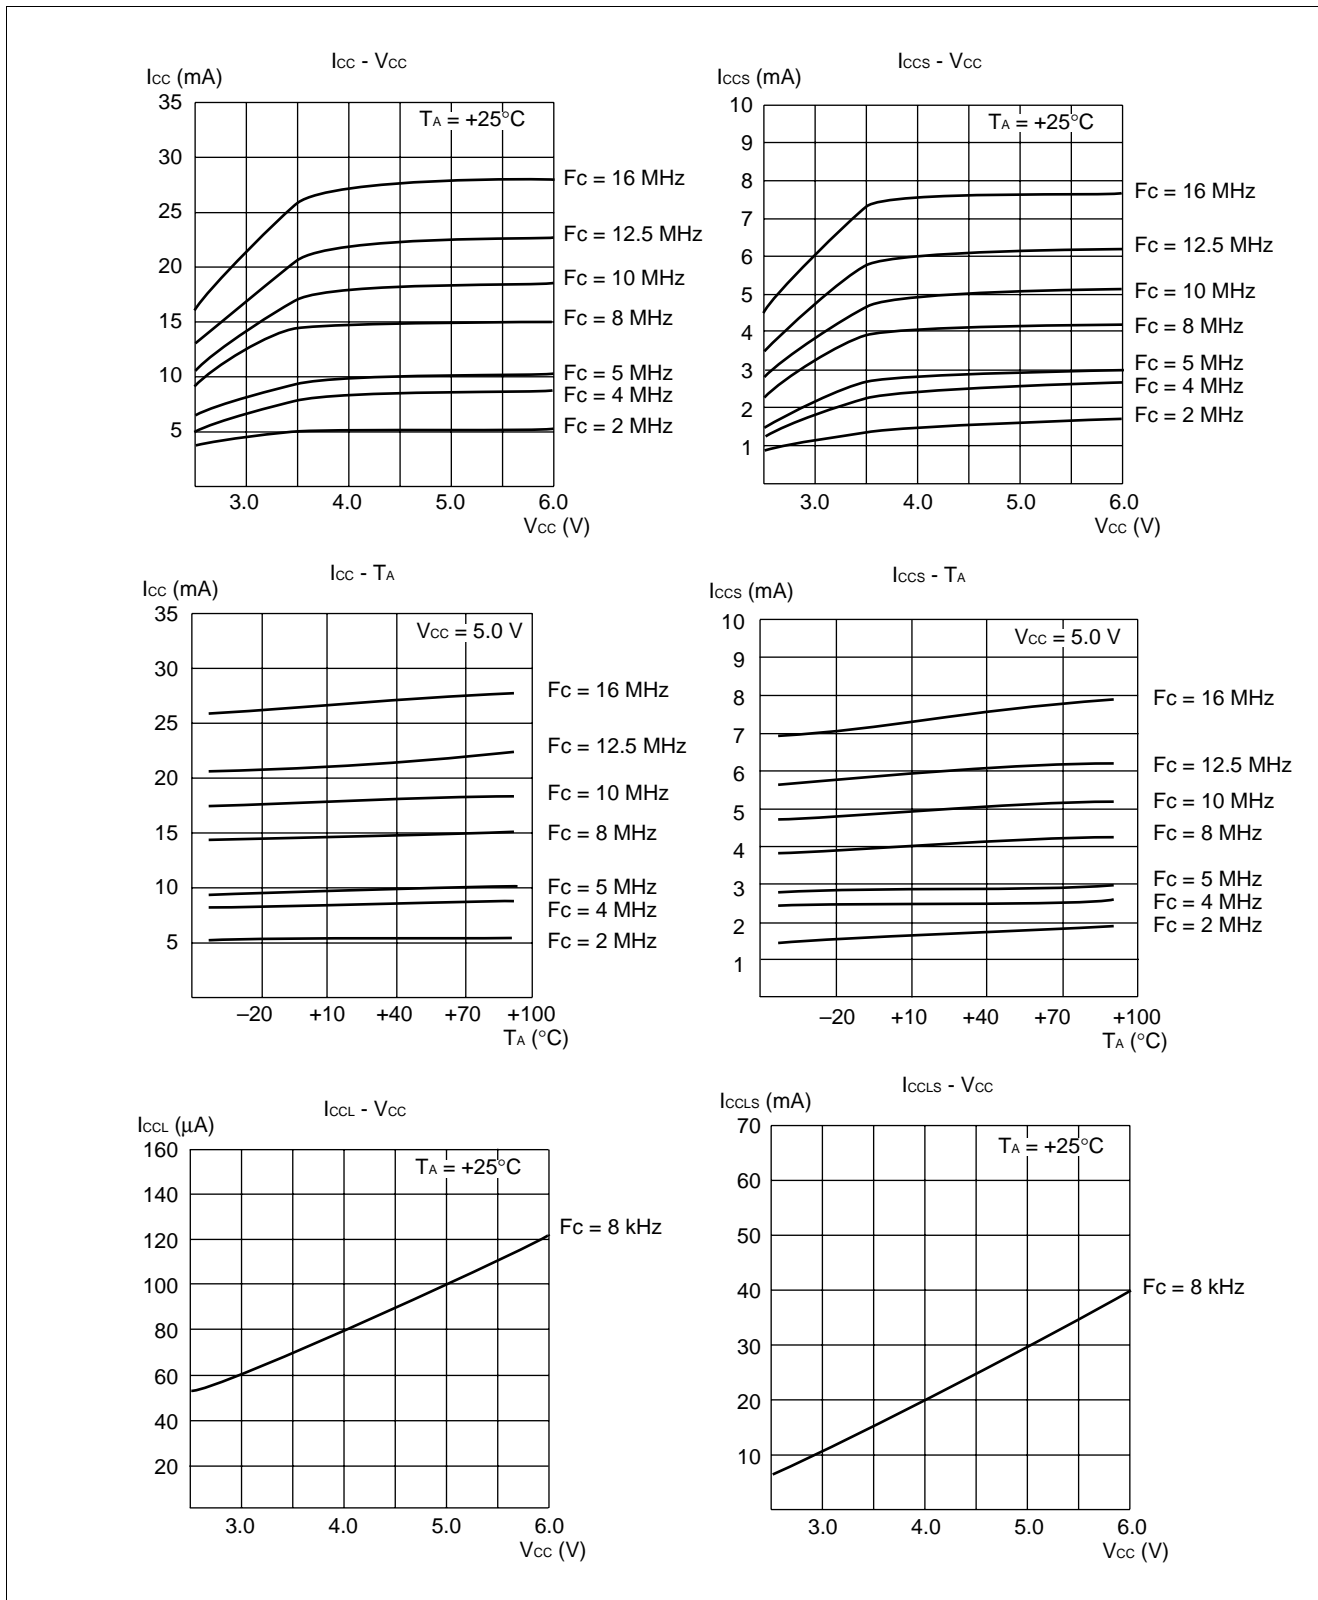 Icc - Vcc
Icc (mA)
35
30
25
20
15
10
5
TA = +25°C
Fc = 16 MHz
Fc = 12.5 MHz
Fc = 10 MHz
Fc = 8 MHz
Fc = 5 MHz
Fc = 4 MHz
Fc = 2 MHz
3.0 4.0 5.0 6.0
Vcc (V)
Iccs - Vcc
Iccs (mA)
10
9
8
7
6
5
4
3
2
1
TA = +25°C
Fc = 16 MHz
Fc = 12.5 MHz
Fc = 10 MHz
Fc = 8 MHz
Fc = 5 MHz
Fc = 4 MHz
Fc = 2 MHz
3.0 4.0 5.0 6.0
Vcc (V)
Icc - TA
Icc (mA)
35
30
25
20
15
10
5
Vcc = 5.0 V
Fc = 16 MHz
Fc = 12.5 MHz
Fc = 10 MHz
Fc = 8 MHz
Fc = 5 MHz
Fc = 4 MHz
Fc = 2 MHz
–20 +10 +40 +70 +100
TA (°C)
Iccs - TA
Iccs (mA)
10
9
8
7
6
5
4
3
2
1
Vcc = 5.0 V
Fc = 16 MHz
Fc = 12.5 MHz
Fc = 10 MHz
Fc = 8 MHz
Fc = 5 MHz
Fc = 4 MHz
Fc = 2 MHz
–20 +10 +40 +70 +100
TA (°C)
IccL - Vcc
IccL (µA)
160
140
120
100
80
60
40
20
TA = +25°C
Fc = 8 kHz
3.0 4.0 5.0 6.0
Vcc (V)
IccLs - Vcc
IccLs (mA)
70
60
50
40
30
20
10
TA = +25°C
Fc = 8 kHz
3.0 4.0 5.0 6.0
Vcc (V)